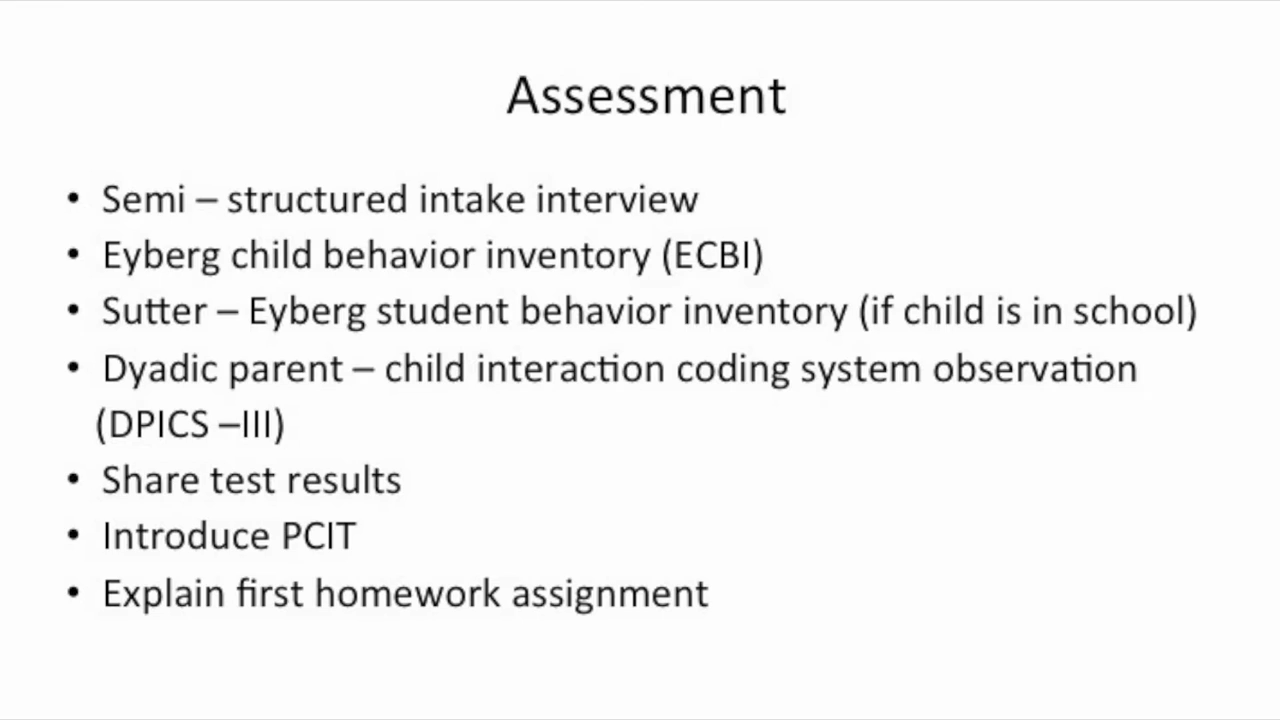 Assessment
• Semi – structured intake interview
• Eyberg child behavior inventory (ECBI)
• Sutter – Eyberg student behavior inventory (if child is in school)
• Dyadic parent – child interaction coding system observation
(DPICS –III)
• Share test results
• Introduce PCIT
• Explain first homework assignment